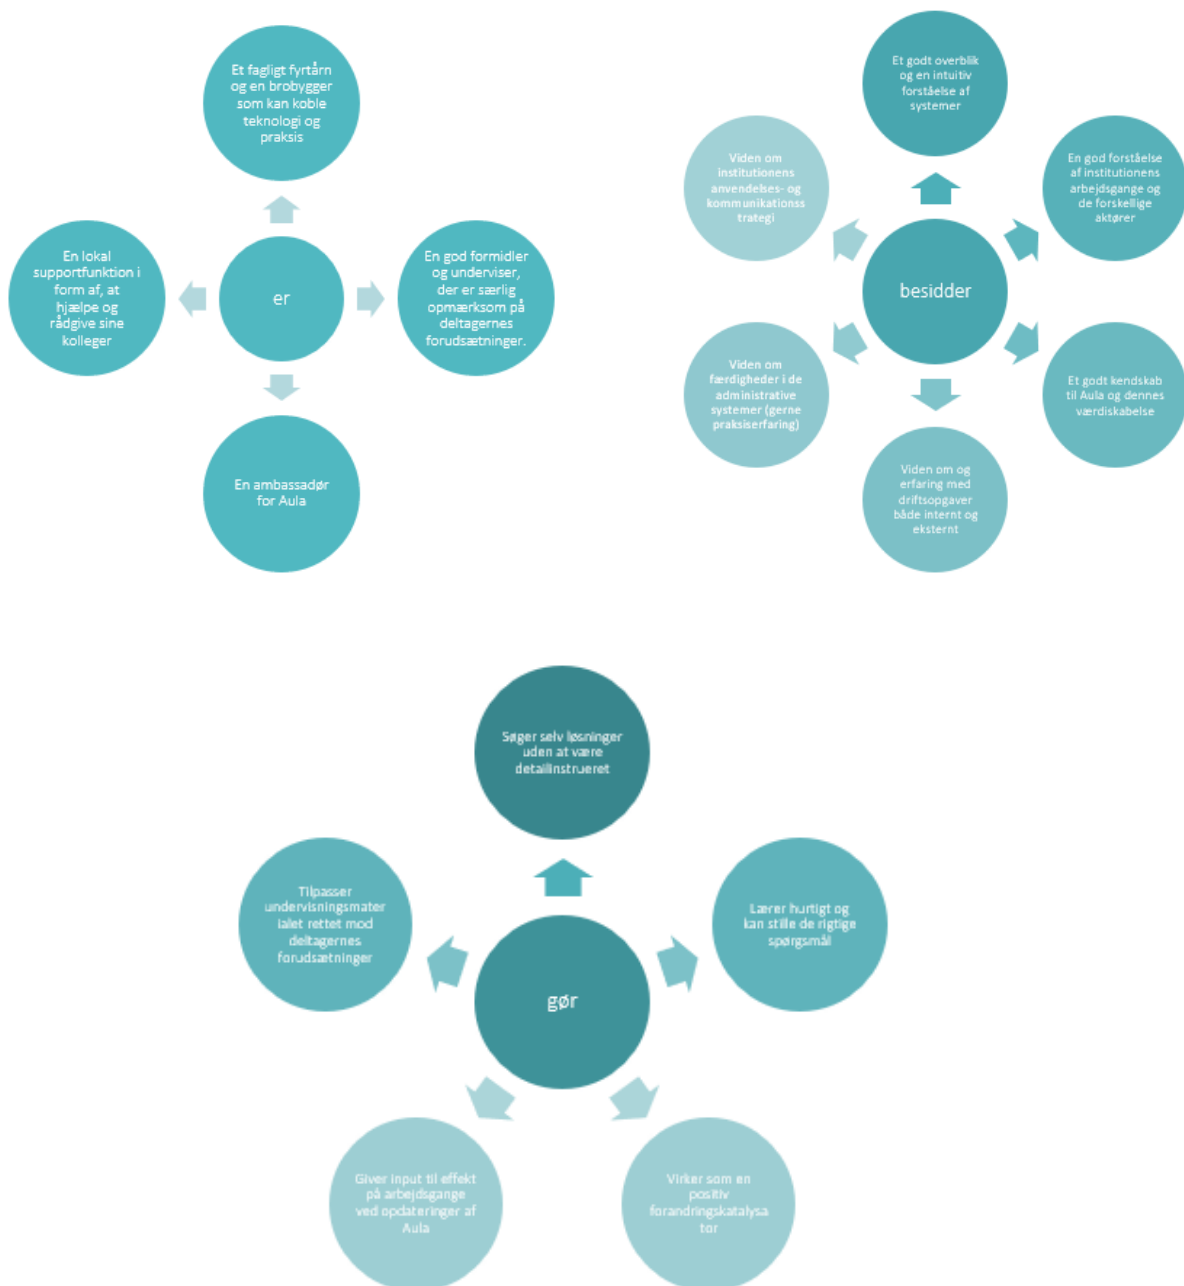 Et fagligt fyrtårn
og en brobygger
som kan koble
teknologi og
praksis
En lokal
supportfunktion i
form af, at
hjælpe og
rådgive sine
kolleger
er
En god formidler
og underviser,
der er særlig
opmærksom på
deltagernes
forudsætninger.
En ambassadør
for Aula
Et godt overblik
og en intuitiv
forståelse af
systemer
Viden om
institutionens
anvendelses- og
kommunikationss
trategi
En god forståelse
af institutionens
arbejdsgange og
de forskellige
aktører
besidder
Viden om
færdigheder i de
administrative
systemer (gerne
praksiserfaring)
Et godt kendskab
til Aula og dennes
værdiskabelse
Viden om og
erfaring med
driftsopgaver
både internt og
eksternt
Søger selv løsninger
uden at være
detailinstrueret
Tilpasser
undervisningsmater
ialet rettet mod
deltagernes
forudsætninger
Lærer hurtigt og
kan stille de rigtige
spørgsmål
gør
Giver input til effekt
på arbejdsgange
ved opdateringer af
Aula
Virker som en
positiv
forandringskatalysa
tor